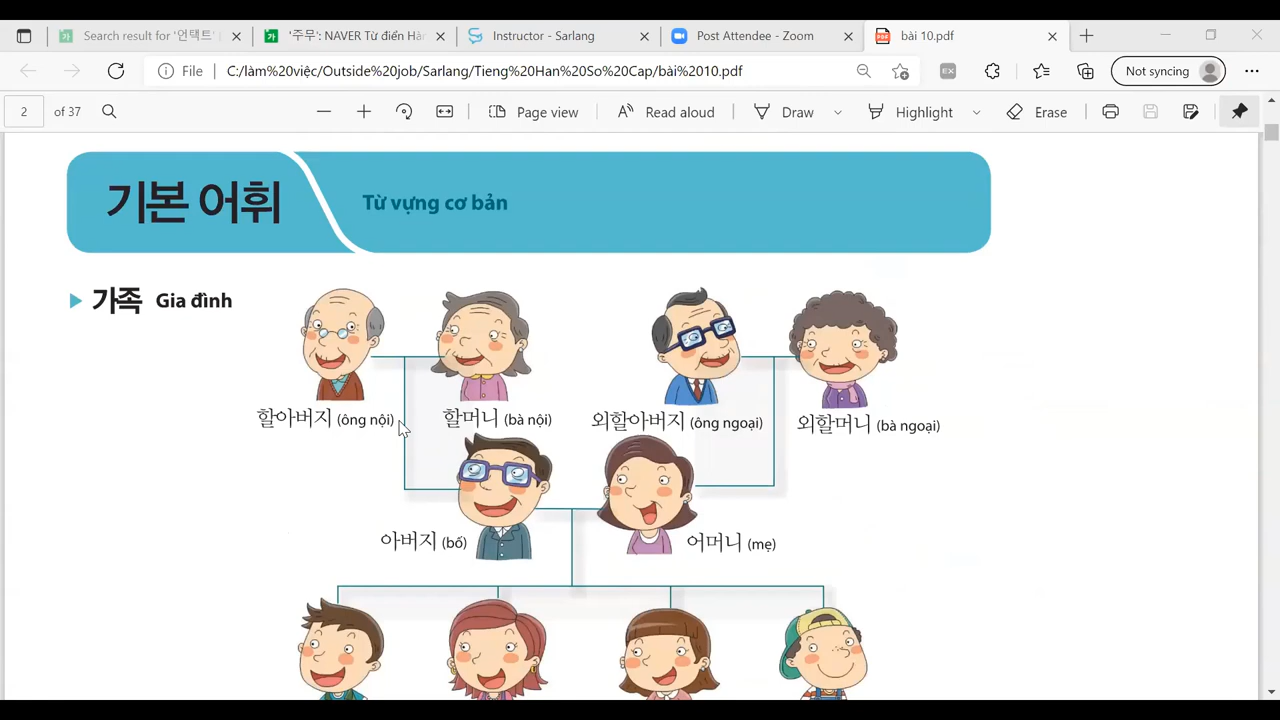 Search result for '언택트'
'주무': NAVER Từ điển Hàn
Instructor - Sarlang
Post Attendee - Zoom
bài 10.pdf
File
C:/làm%20việc/Outside%20job/Sarlang/Tieng%20Han%20So%20Cap/bài%2010.pdf
EX
Not syncing
2 of 37
Page view
Read aloud
Draw
Highlight
Erase
기본 어휘
Từ vựng cơ bản
가족 Gia đình
할아버지 (ông nội) 할머니 (bà nội) 외할아버지 (ông ngoại) 외할머니 (bà ngoại)
아버지 (bố) 어머니 (mẹ)